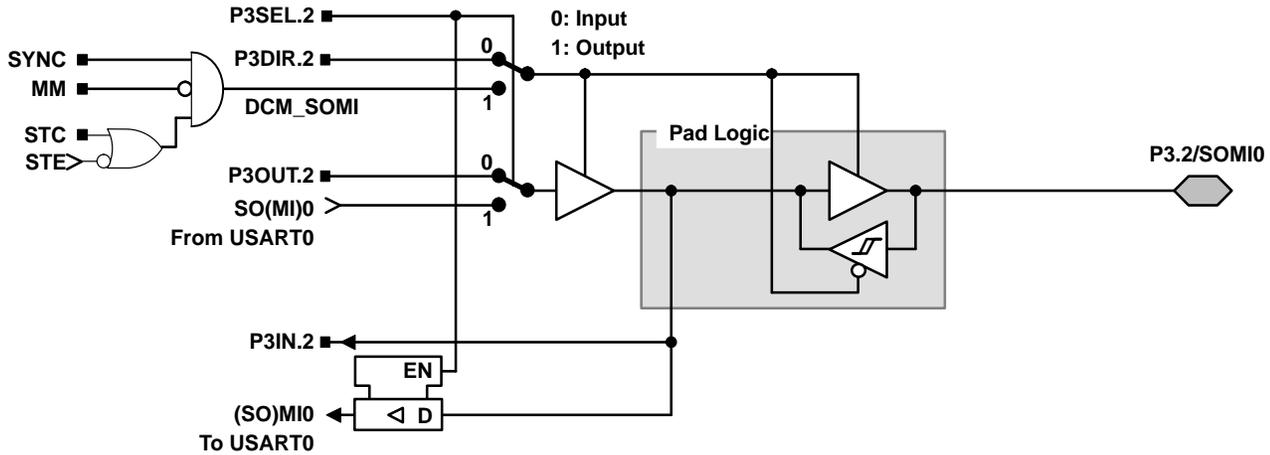 P3SEL.2
0: Input
1: Output
SYNC
P3DIR.2
0
MM
DCM_SOMI
1
STC
STE
Pad Logic
P3.2/SOMI0
P3OUT.2
0
SO(MI)0
1
From USART0
P3IN.2
EN
(SO)MI0
D
To USART0